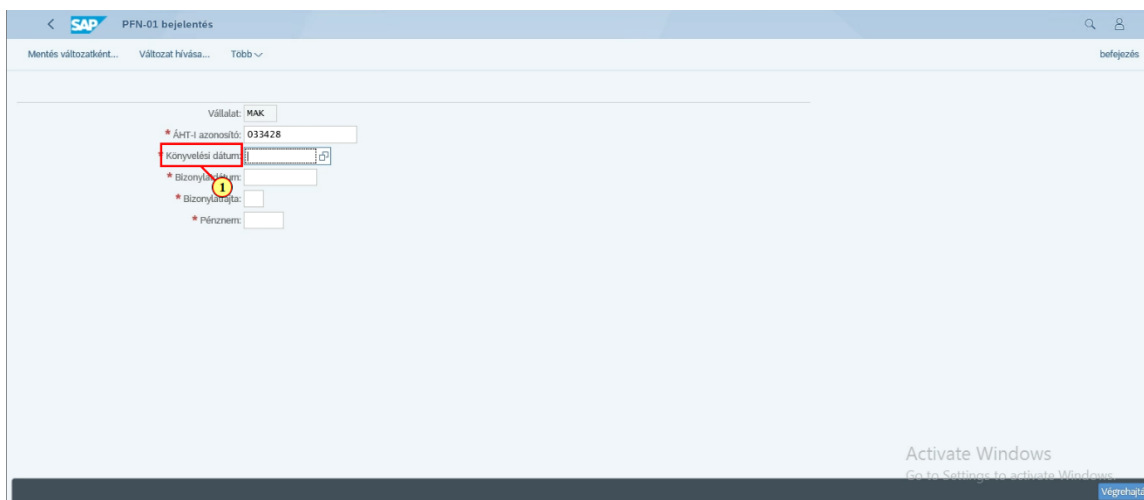 SAP PFN-01 bejelentés
Mentés változatként... Változat hívása... Több befejezés
Vállalat: MAK
* ÁHT-I azonosító: 033428
* Könyvelési dátum:
* Bizonylatdátum:
1
* Bizonylatfajta:
* Pénznem:
Activate Windows
Go to Settings to activate Windows.
Végrehajtás